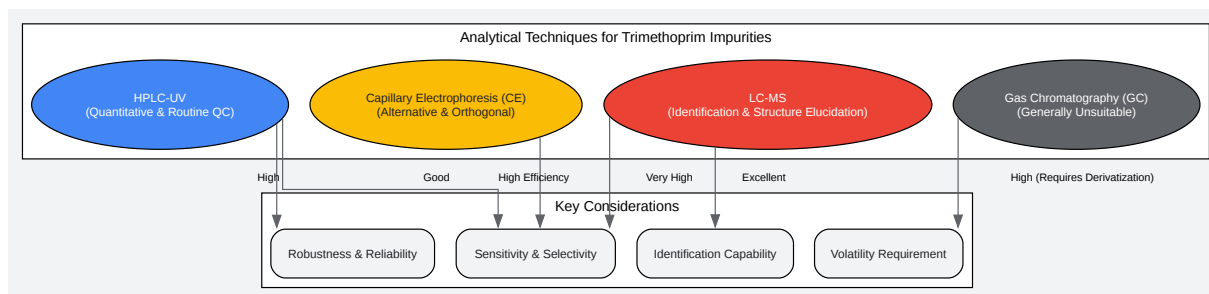 Analytical Techniques for Trimethoprim Impurities
HPLC-UV
(Quantitative & Routine QC)
Capillary Electrophoresis (CE)
(Alternative & Orthogonal)
LC-MS
(Identification & Structure Elucidation)
Gas Chromatography (GC)
(Generally Unsuitable)
High
Good
High Efficiency
Very High
Excellent
High (Requires Derivatization)
Key Considerations
Robustness & Reliability
Sensitivity & Selectivity
Identification Capability
Volatility Requirement